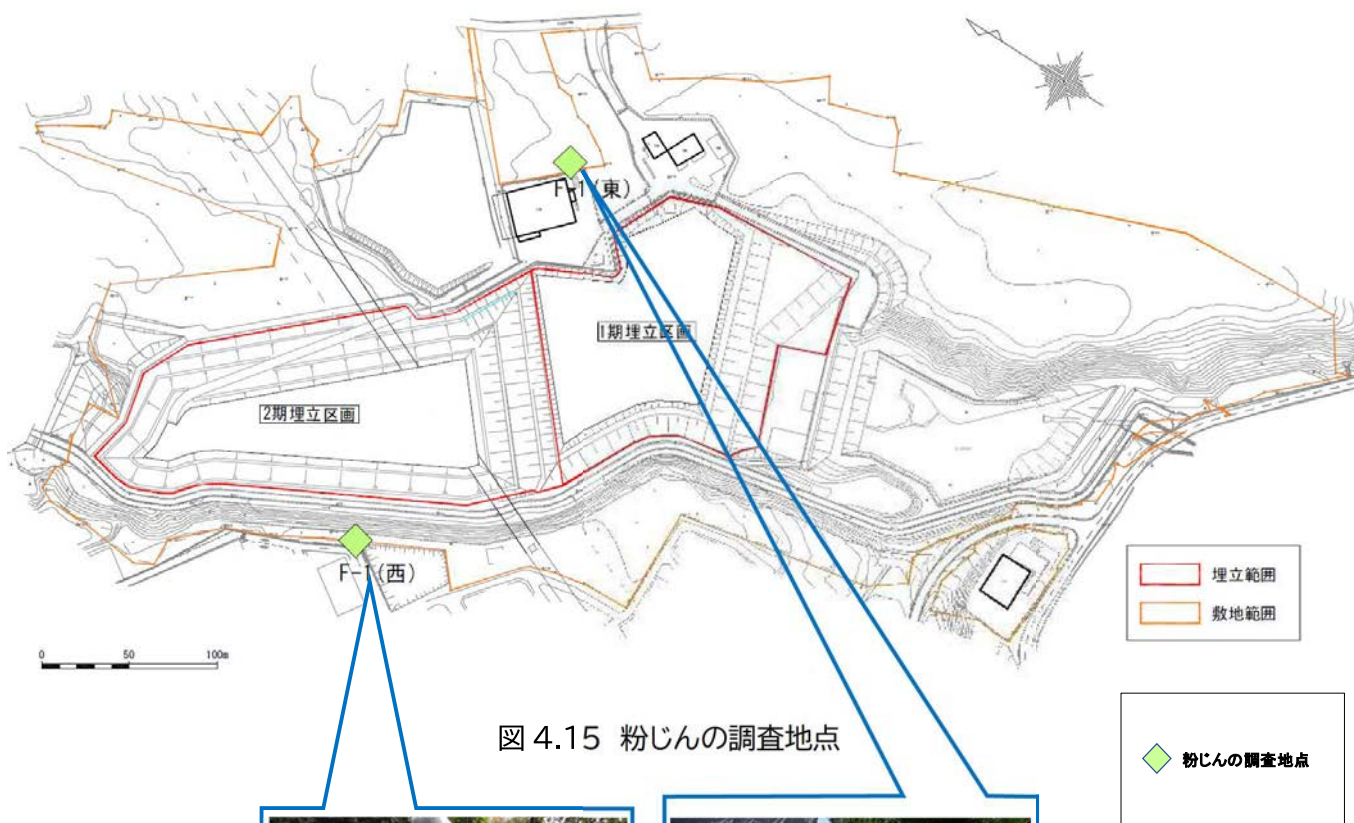 F-1(東)
1期埋立区画
2期埋立区画
F-1(西)
埋立範囲
敷地範囲
0 50 100m
図 4.15 粉じんの調査地点
粉じんの調査地点